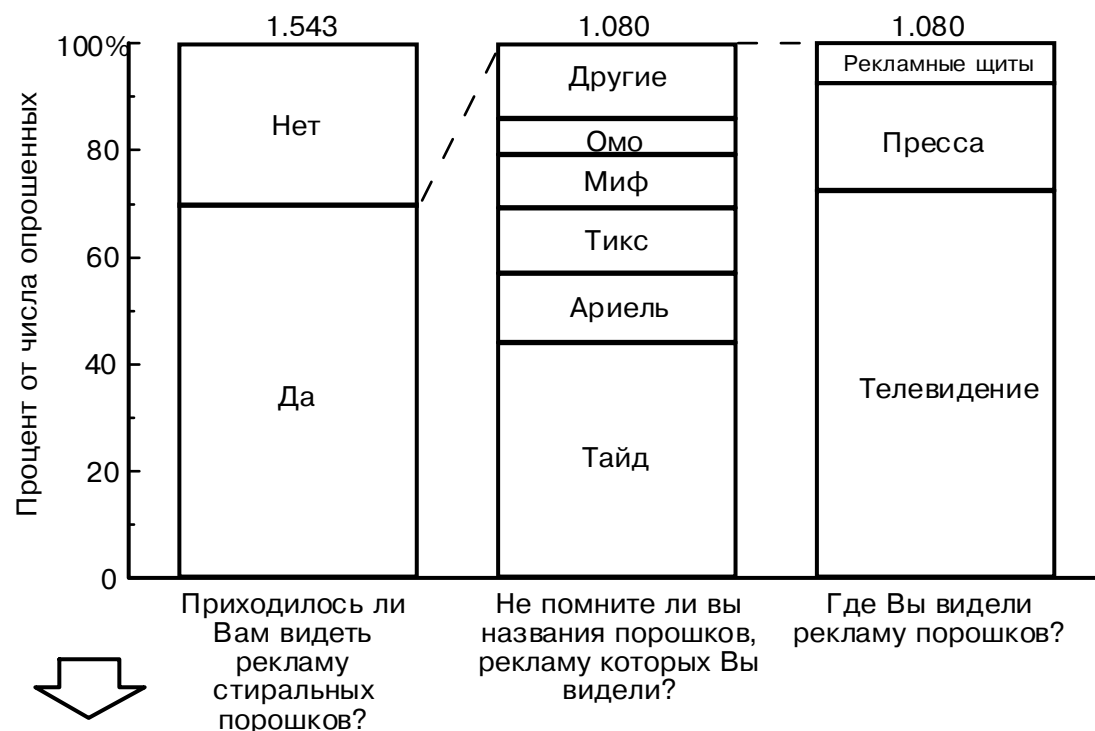 1.543 1.080 1.080
100%
80
60
40
20
0
Процент от числа опрошенных
Нет
Да
Другие
Омо
Миф
Тикс
Ариель
Тайд
Рекламные щиты
Пресса
Телевидение
Приходилось ли
Вам видеть
рекламу
стиральных
порошков?
Не помните ли вы
названия порошков,
рекламу которых Вы
видели?
Где Вы видели
рекламу порошков?